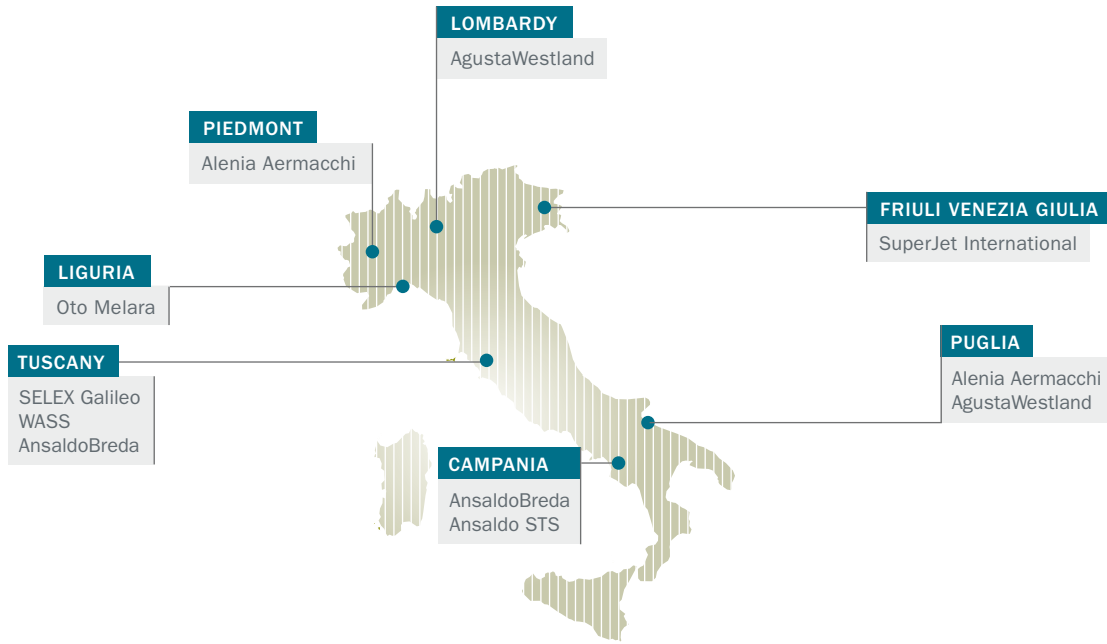 LOMBARDY
AgustaWestland
PIEDMONT
Alenia Aermacchi
FRIULI VENEZIA GIULIA
SuperJet International
LIGURIA
Oto Melara
TUSCANY
SELEX Galileo
WASS
AnsaldoBreda
PUGLIA
Alenia Aermacchi
AgustaWestland
CAMPANIA
AnsaldoBreda
Ansaldo STS